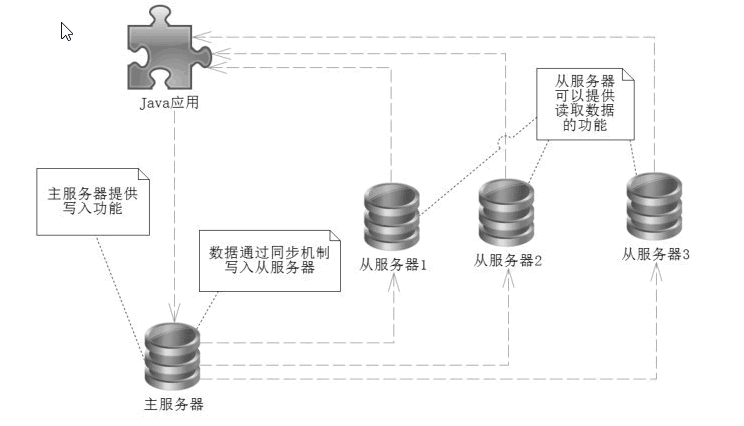 Java应用
从服务器
可以提供
读取数据
的功能
主服务器提供
写入功能
数据通过同步机制
写入从服务器
从服务器1
从服务器2
从服务器3
主服务器